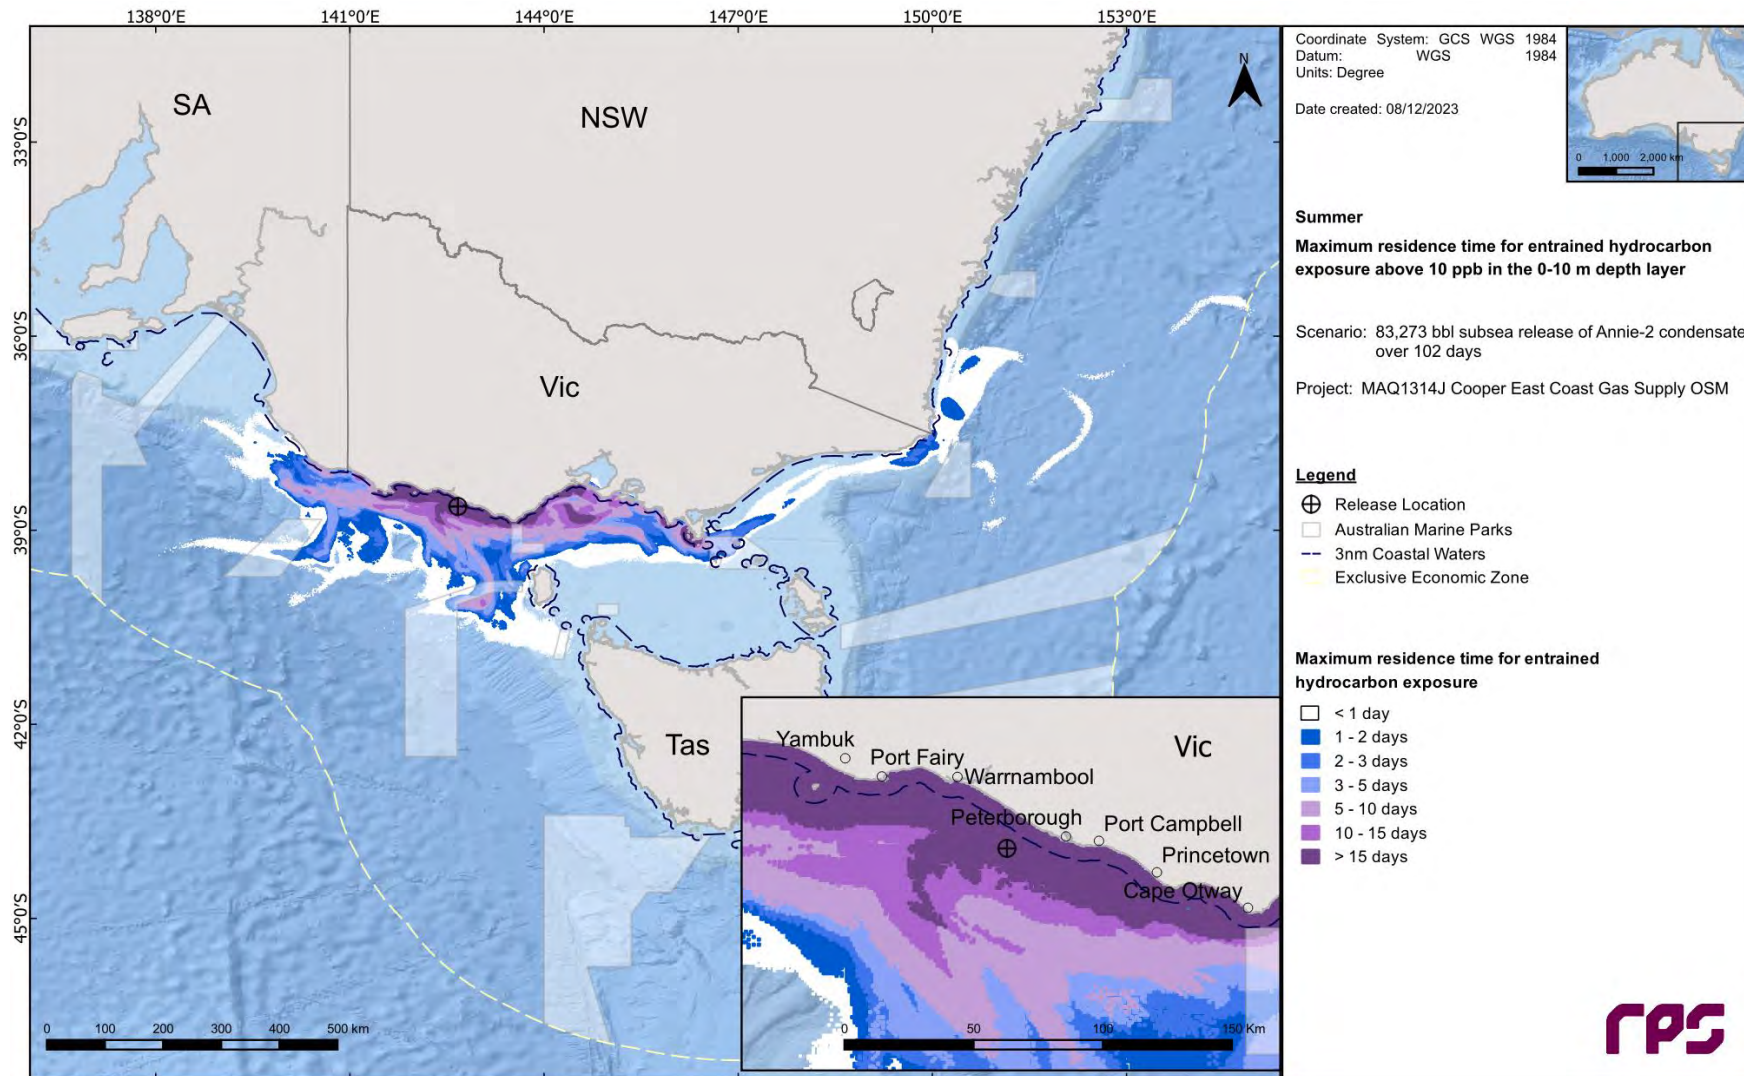 138°0'E 141°0'E 144°0'E 147°0'E 150°0'E 153°0'E
33°0'S
36°0'S
39°0'S
42°0'S
45°0'S
SA
NSW
Vic
Tas
N
0 100 200 300 400 500 km
Yambuk
Port Fairy
Warrnambool
Vic
Peterborough
Port Campbell
Princetown
Cape Otway
0 50 100 150 Km
Coordinate System: GCS WGS 1984
Datum: WGS 1984
Units: Degree
Date created: 08/12/2023
0 1,000 2,000 km
Summer
Maximum residence time for entrained hydrocarbon
exposure above 10 ppb in the 0-10 m depth layer
Scenario: 83,273 bbl subsea release of Annie-2 condensate
over 102 days
Project: MAQ1314J Cooper East Coast Gas Supply OSM
Legend
Release Location
Australian Marine Parks
3nm Coastal Waters
Exclusive Economic Zone
Maximum residence time for entrained
hydrocarbon exposure
< 1 day
1 - 2 days
2 - 3 days
3 - 5 days
5 - 10 days
10 - 15 days
> 15 days
rps